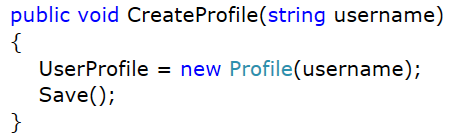 public void CreateProfile(string username)
{
    UserProfile = new Profile(username);
    Save();
}